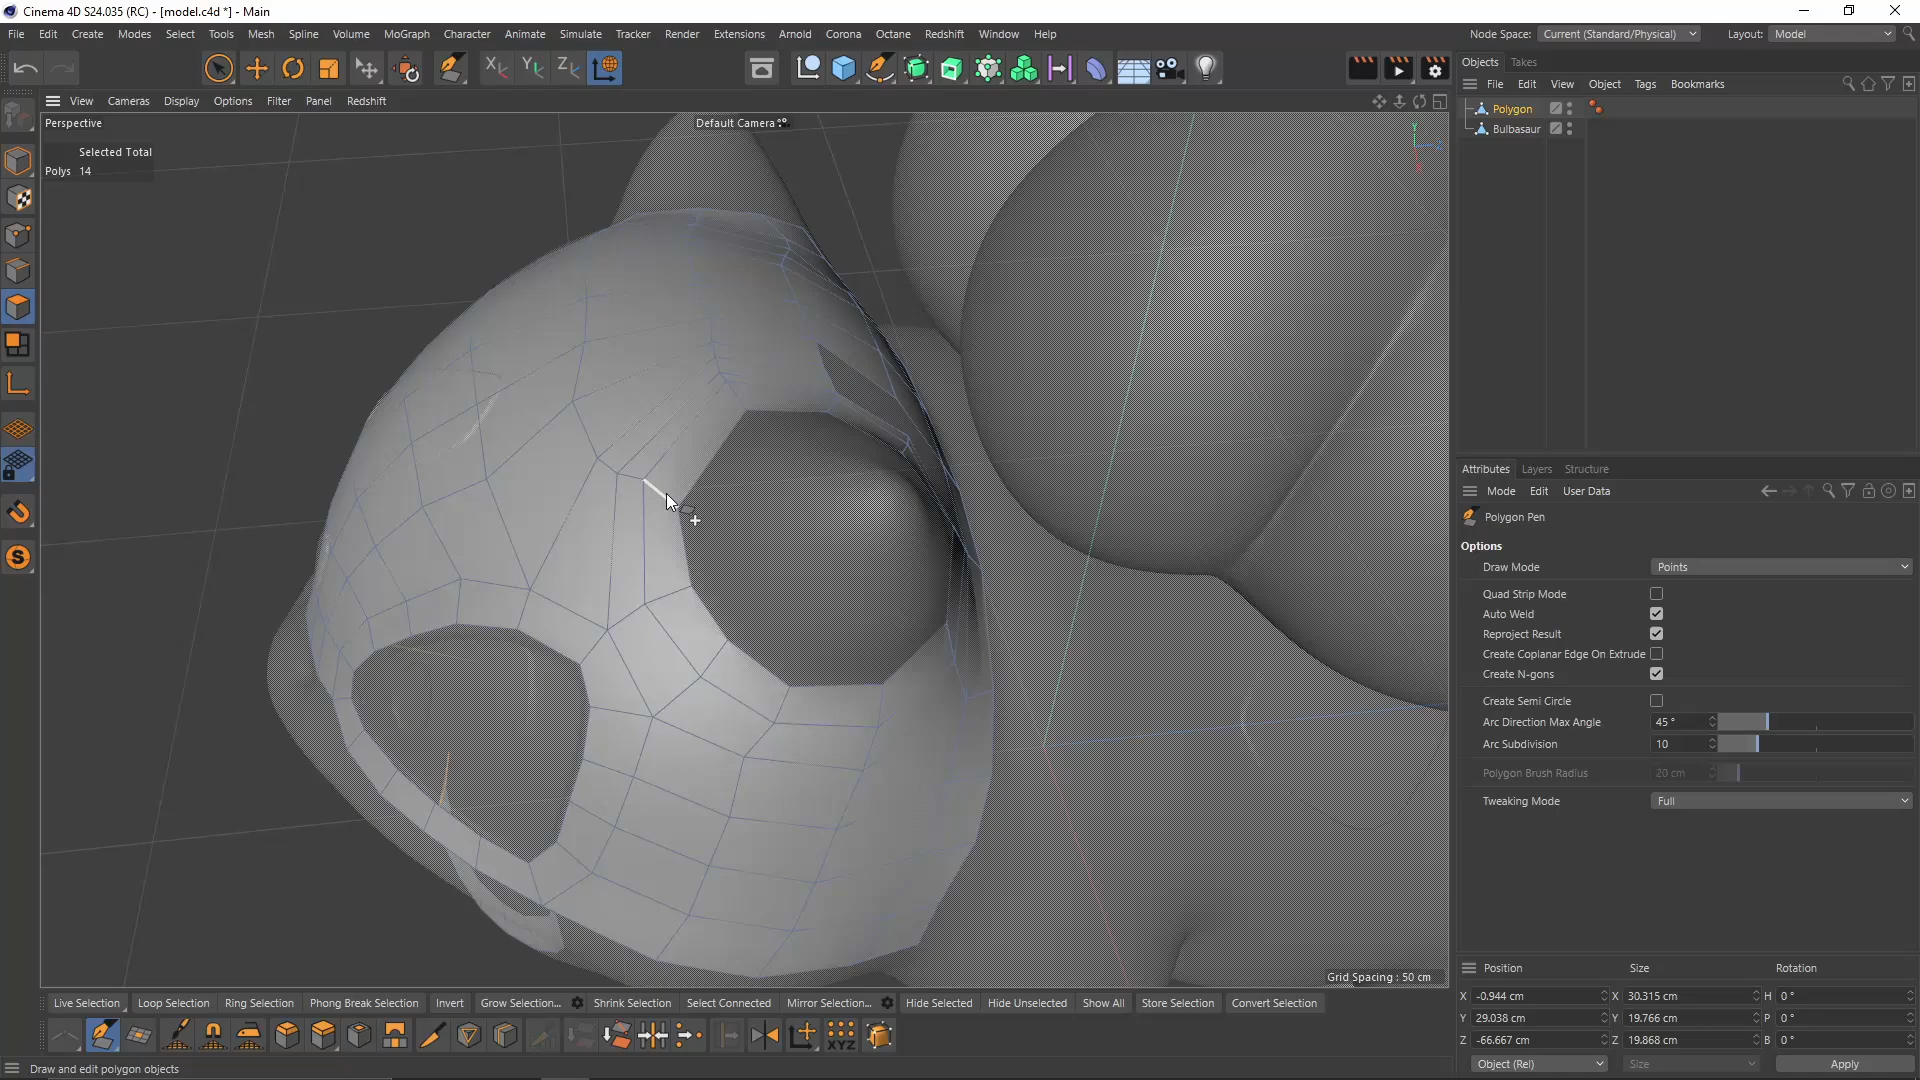 Cinema 4D S24.035 (RC) - [model.c4d *] - Main
File Edit Create Modes Select Tools Mesh Spline Volume MoGraph Character Animate Simulate Tracker Render Extensions Arnold Corona Octane Redshift Window Help
Node Space: Current (Standard/Physical) Layout: Model
View Cameras Display Options Filter Panel Redshift
Perspective
Default Camera
Selected Total
Polys 14
Y
Grid Spacing : 50 cm
Objects Takes
File Edit View Object Tags Bookmarks
Polygon
Bulbasaur
Attributes Layers Structure
Mode Edit User Data
Polygon Pen
Options
Draw Mode Points
Quad Strip Mode
Auto Weld
Reproject Result
Create Coplanar Edge On Extrude
Create N-gons
Create Semi Circle
Arc Direction Max Angle 45 °
Arc Subdivision 10
Polygon Brush Radius 20 cm
Tweaking Mode Full
Position Size Rotation
X -0.944 cm X 30.315 cm H 0 °
Y 29.038 cm Y 19.766 cm P 0 °
Z -66.667 cm Z 19.868 cm B 0 °
Object (Rel) Size Apply
Live Selection Loop Selection Ring Selection Phong Break Selection Invert Grow Selection... Shrink Selection Select Connected Mirror Selection... Hide Selected Hide Unselected Show All Store Selection Convert Selection
XYZ
Draw and edit polygon objects